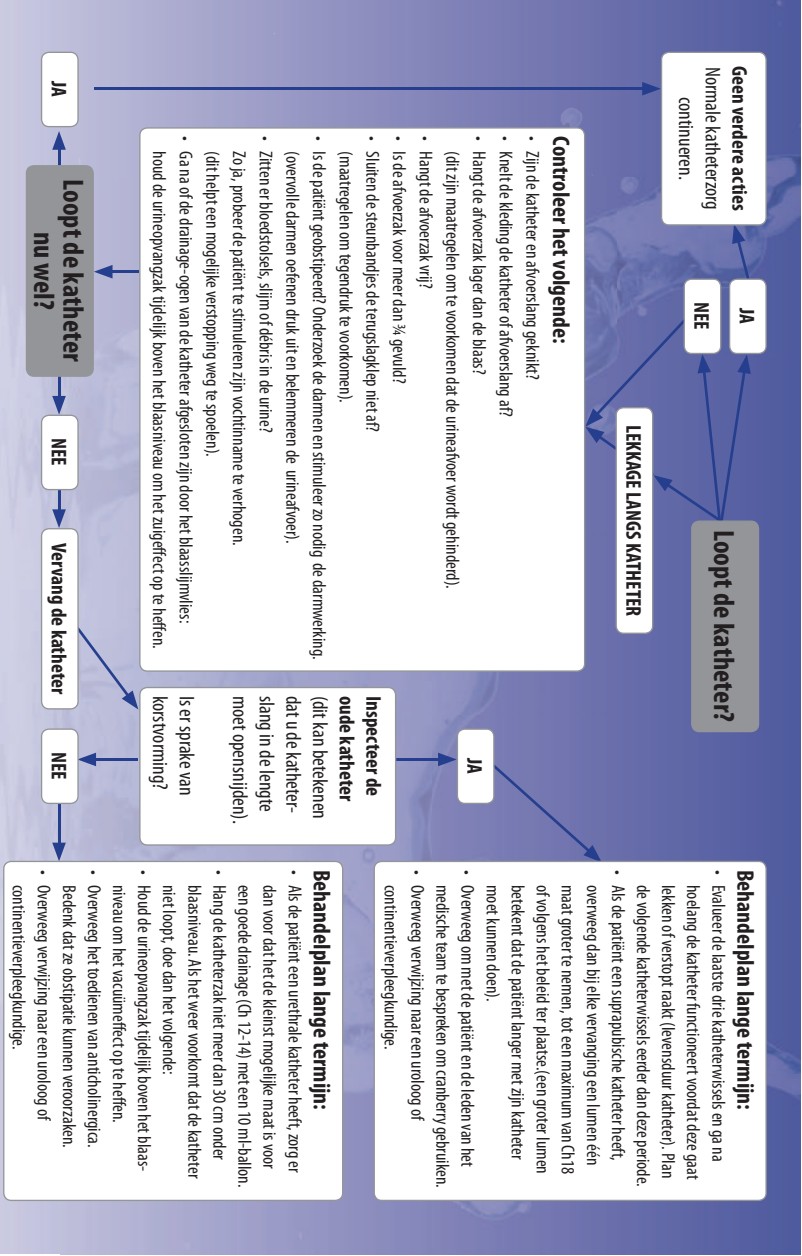 Loopt de katheter?
JA
NEE
LEKKAGE LANGS KATHETER
Geen verdere acties
Normale katheterzorg
continueren.
Controleer het volgende:
• Zijn de katheter en afvoerslang geknikt?
• Knelt de kleding de katheter of afvoerslang af?
• Hangt de afvoerzak lager dan de blaas?
(dit zijn maatregelen om te voorkomen dat de urineafvoer wordt gehinderd).
• Hangt de afvoerzak vrij?
• Is de afvoerzak voor meer dan ¾ gevuld?
• Sluiten de steunbandjes de terugslagklep niet af?
(maatregelen om tegendruk te voorkomen).
• Is de patiënt geobstipeerd? Onderzoek de darmen en stimuleer zo nodig de darmwerking.
(overvolle darmen oefenen druk uit en belemmeren de urineafvoer).
• Zitten er bloedstolsels, slijm of débris in de urine?
Zo ja, probeer de patiënt te stimuleren zijn vochtinname te verhogen.
(dit helpt een mogelijke verstopping weg te spoelen).
• Ga na of de drainage-ogen van de katheter afgesloten zijn door het blaasslijmvlies:
houd de urineopvangzak tijdelijk boven het blaasniveau om het zuigeffect op te heffen.
Loopt de katheter
nu wel?
JA
NEE
Vervang de katheter
Inspecteer de
oude katheter
(dit kan betekenen
dat u de katheter-
slang in de lengte
moet opensnijden).
Is er sprake van
korstvorming?
JA
NEE
Behandelplan lange termijn:
• Evalueer de laatste drie katheterwissels en ga na
hoelang de katheter functioneert voordat deze gaat
lekken of verstopt raakt (levensduur katheter). Plan
de volgende katheterwissels eerder dan deze periode.
• Als de patiënt een suprapubische katheter heeft,
overweeg dan bij elke vervanging een lumen één
maat groter te nemen, tot een maximum van Ch18
of volgens het beleid ter plaatse.(een groter lumen
betekent dat de patiënt langer met zijn katheter
moet kunnen doen).
• Overweeg om met de patiënt en de leden van het
medische team te bespreken om cranberry gebruiken.
• Overweeg verwijzing naar een uroloog of
continentieverpleegkundige.
Behandelplan lange termijn:
• Als de patiënt een urethrale katheter heeft, zorg er
dan voor dat het de kleinst mogelijke maat is voor
een goede drainage (Ch 12-14) met een 10 ml-ballon.
• Hang de katheterzak niet meer dan 30 cm onder
blaasniveau. Als het weer voorkomt dat de katheter
niet loopt, doe dan het volgende:
• Houd de urineopvangzak tijdelijk boven het blaas-
niveau om het vacuümeffect op te heffen.
• Overweeg het toedienen van anticholinergica.
Bedenk dat ze obstipatie kunnen veroorzaken.
• Overweeg verwijzing naar een uroloog of
continentieverpleegkundige.